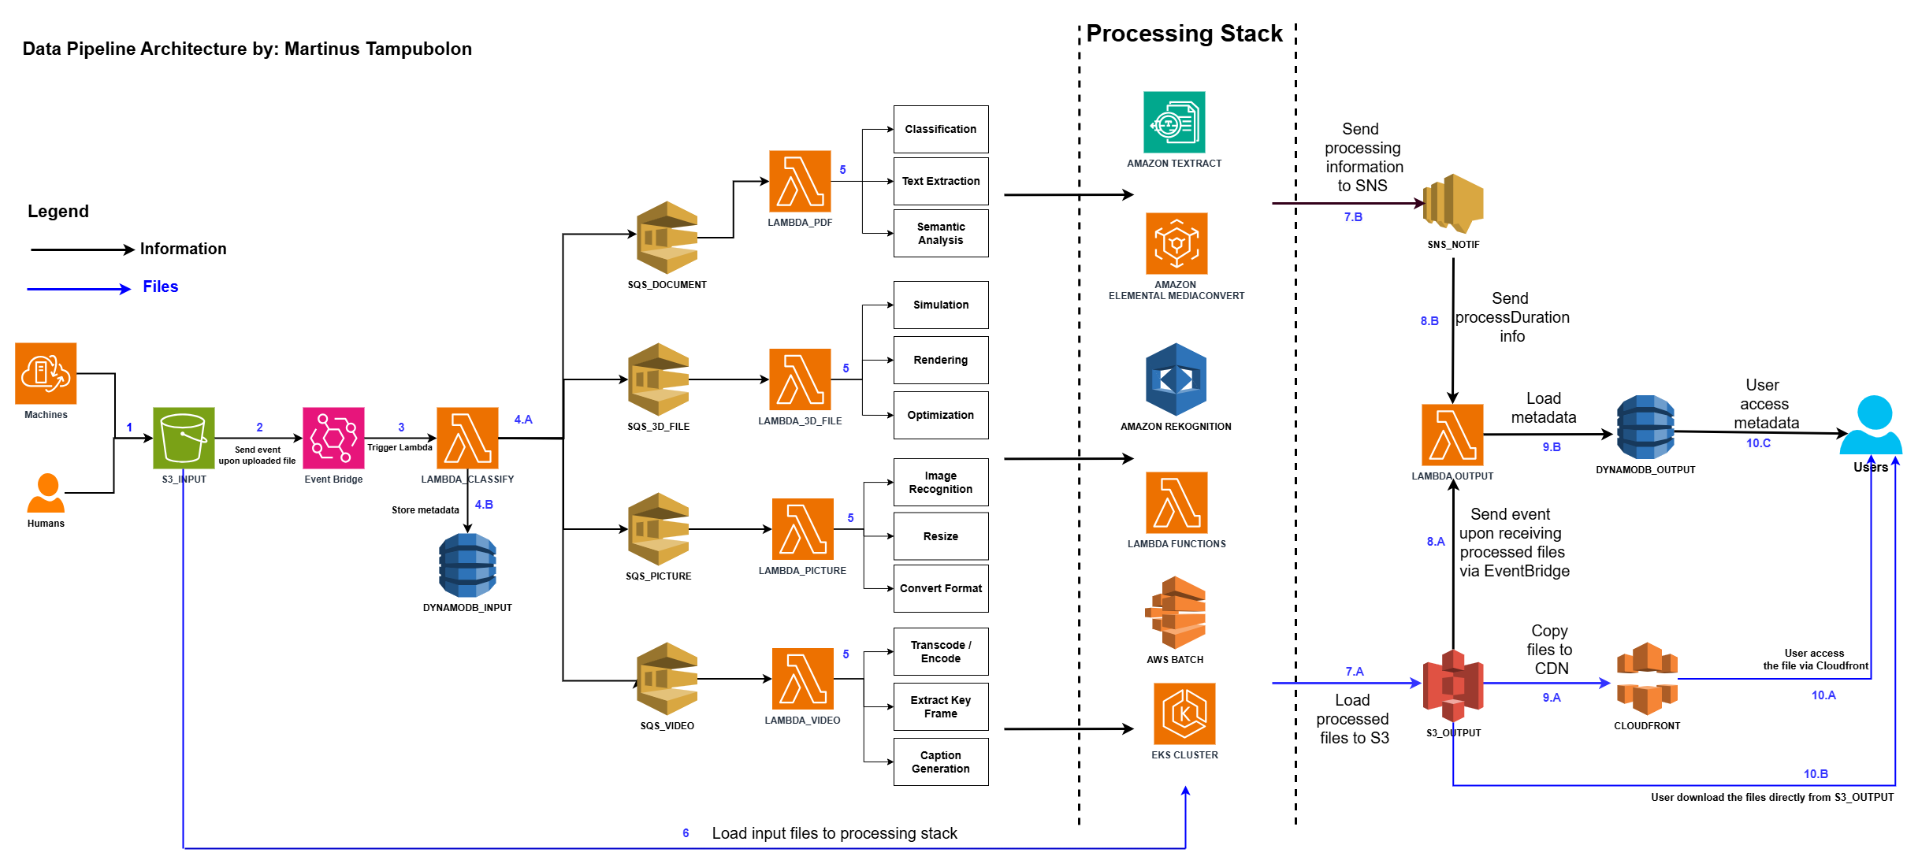 Data Pipeline Architecture by: Martinus Tampubolon
Processing Stack
Legend
Information
Files
Machines
Humans
1
S3_INPUT
2
Send event
upon uploaded file
Event Bridge
3
Trigger Lambda
LAMBDA_CLASSIFY
4.A
4.B
Store metadata
DYNAMODB_INPUT
SQS_DOCUMENT
LAMBDA_PDF
5
Classification
Text Extraction
Semantic
Analysis
SQS_3D_FILE
LAMBDA_3D_FILE
5
Simulation
Rendering
Optimization
SQS_PICTURE
LAMBDA_PICTURE
5
Image
Recognition
Resize
Convert Format
SQS_VIDEO
LAMBDA_VIDEO
5
Transcode /
Encode
Extract Key
Frame
Caption
Generation
6
Load input files to processing stack
AMAZON TEXTRACT
AMAZON
ELEMENTAL MEDIACONVERT
AMAZON REKOGNITION
LAMBDA FUNCTIONS
AWS BATCH
K
EKS CLUSTER
Send
processing
information
to SNS
7.B
SNS_NOTIF
8.B
Send
processDuration
info
LAMBDA_OUTPUT
Load
metadata
9.B
DYNAMODB_OUTPUT
User
access
metadata
10.C
Users
8.A
Send event
upon receiving
processed files
via EventBridge
7.A
Load
processed
files to S3
S3_OUTPUT
Copy
files to
CDN
9.A
CLOUDFRONT
User access
the file via Cloudfront
10.A
10.B
User download the files directly from S3_OUTPUT